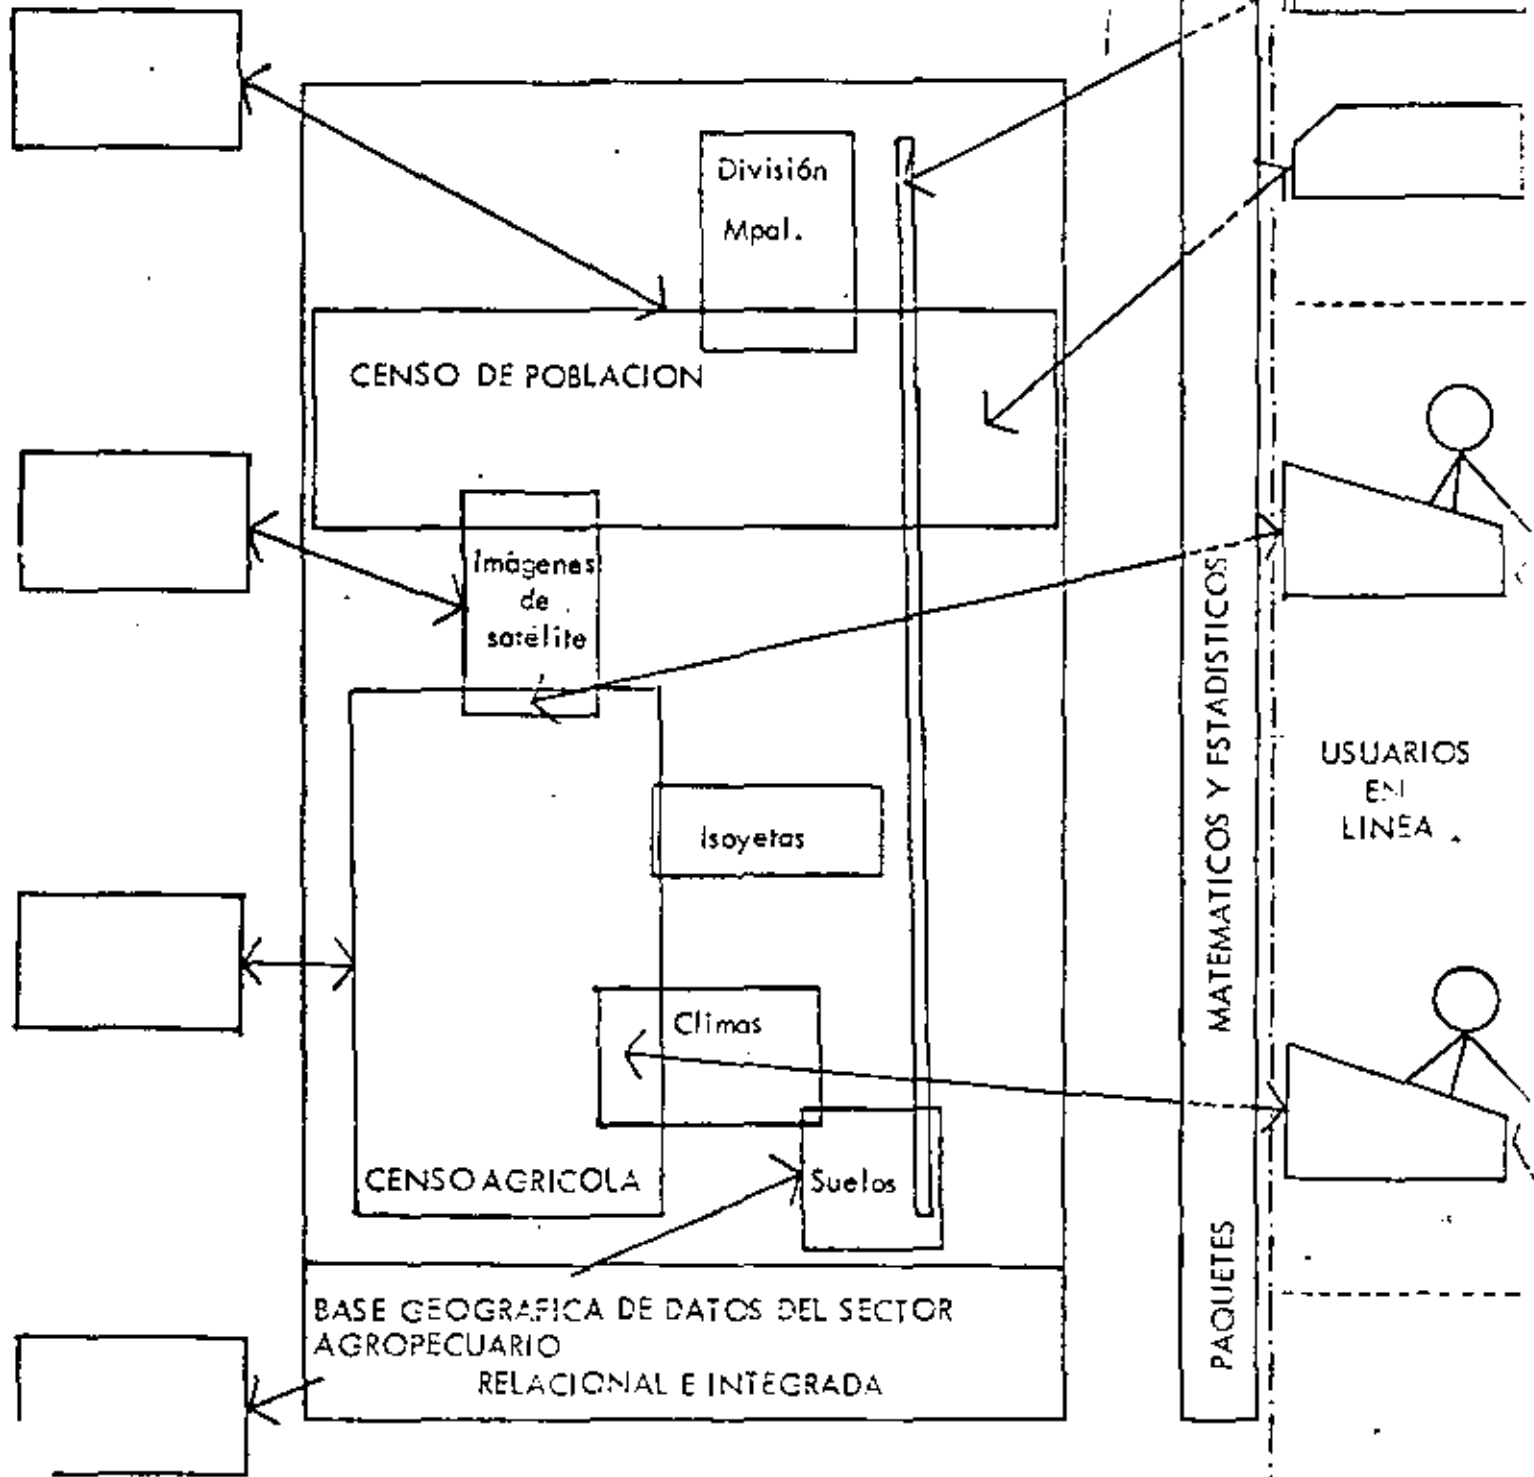 División
Mpal.
CENSO DE POBLACION
Imágenes
de
satélite
Isoyetas
Climas
CENSO AGRICOLA
Suelos
BASE GEOGRAFICA DE DATOS DEL SECTOR
AGROPECUARIO
RELACIONAL E INTEGRADA
PAQUETES MATEMATICOS Y ESTADISTICOS
USUARIOS
EN
LINEA